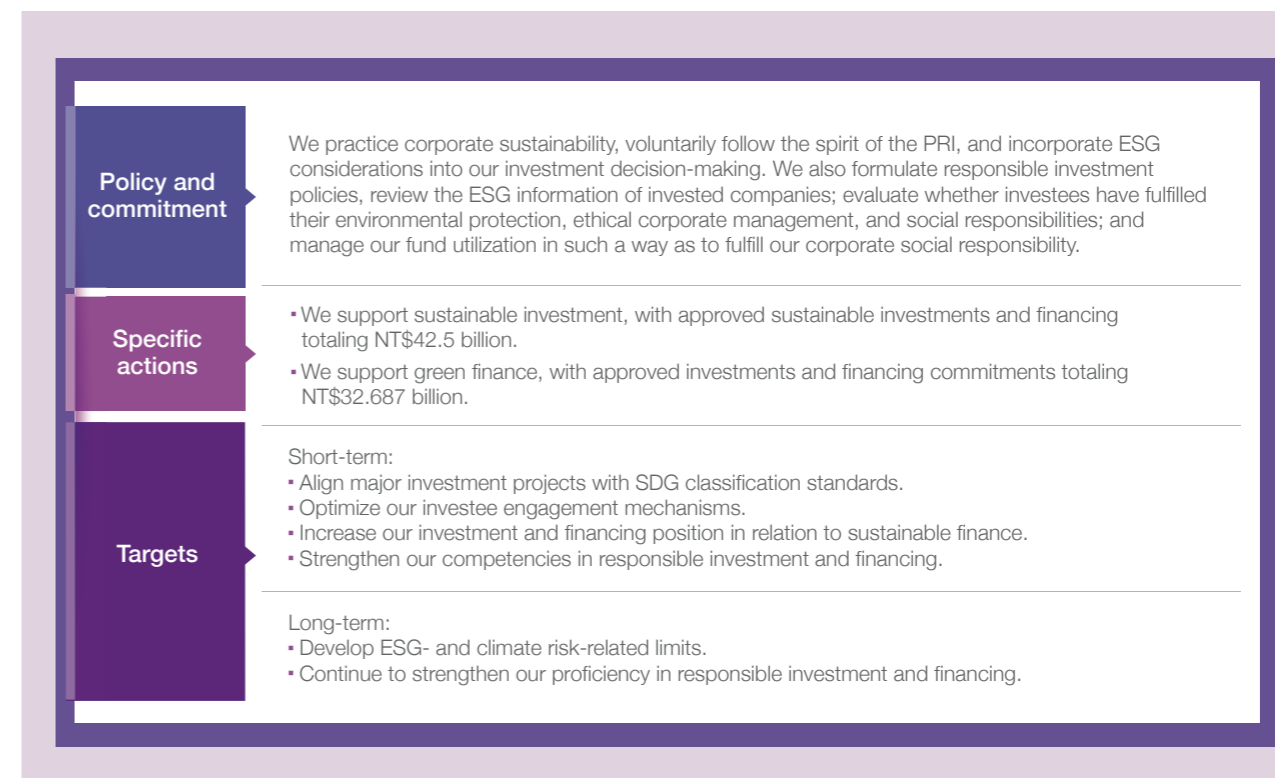 Policy and
commitment
We practice corporate sustainability, voluntarily follow the spirit of the PRI, and incorporate ESG
considerations into our investment decision-making. We also formulate responsible investment
policies, review the ESG information of invested companies; evaluate whether investees have fulfilled
their environmental protection, ethical corporate management, and social responsibilities; and
manage our fund utilization in such a way as to fulfill our corporate social responsibility.
Specific
actions
▪ We support sustainable investment, with approved sustainable investments and financing
totaling NT$42.5 billion.
▪ We support green finance, with approved investments and financing commitments totaling
NT$32.687 billion.
Targets
Short-term:
▪ Align major investment projects with SDG classification standards.
▪ Optimize our investee engagement mechanisms.
▪ Increase our investment and financing position in relation to sustainable finance.
▪ Strengthen our competencies in responsible investment and financing.
Long-term:
▪ Develop ESG- and climate risk-related limits.
▪ Continue to strengthen our proficiency in responsible investment and financing.